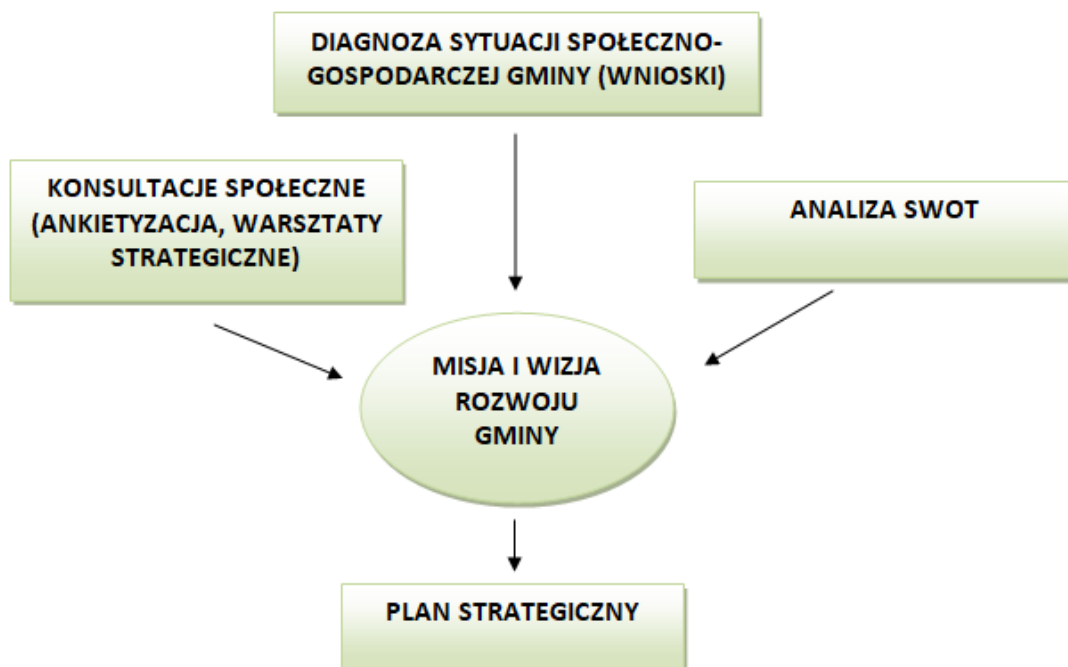 DIAGNOZA SYTUACJI SPOŁECZNO-
GOSPODARCZEJ GMINY (WNIOSKI)
KONSULTACJE SPOŁECZNE
(ANKIETYZACJA, WARSZTATY
STRATEGICZNE)
ANALIZA SWOT
MISJA I WIZJA
ROZWOJU
GMINY
PLAN STRATEGICZNY